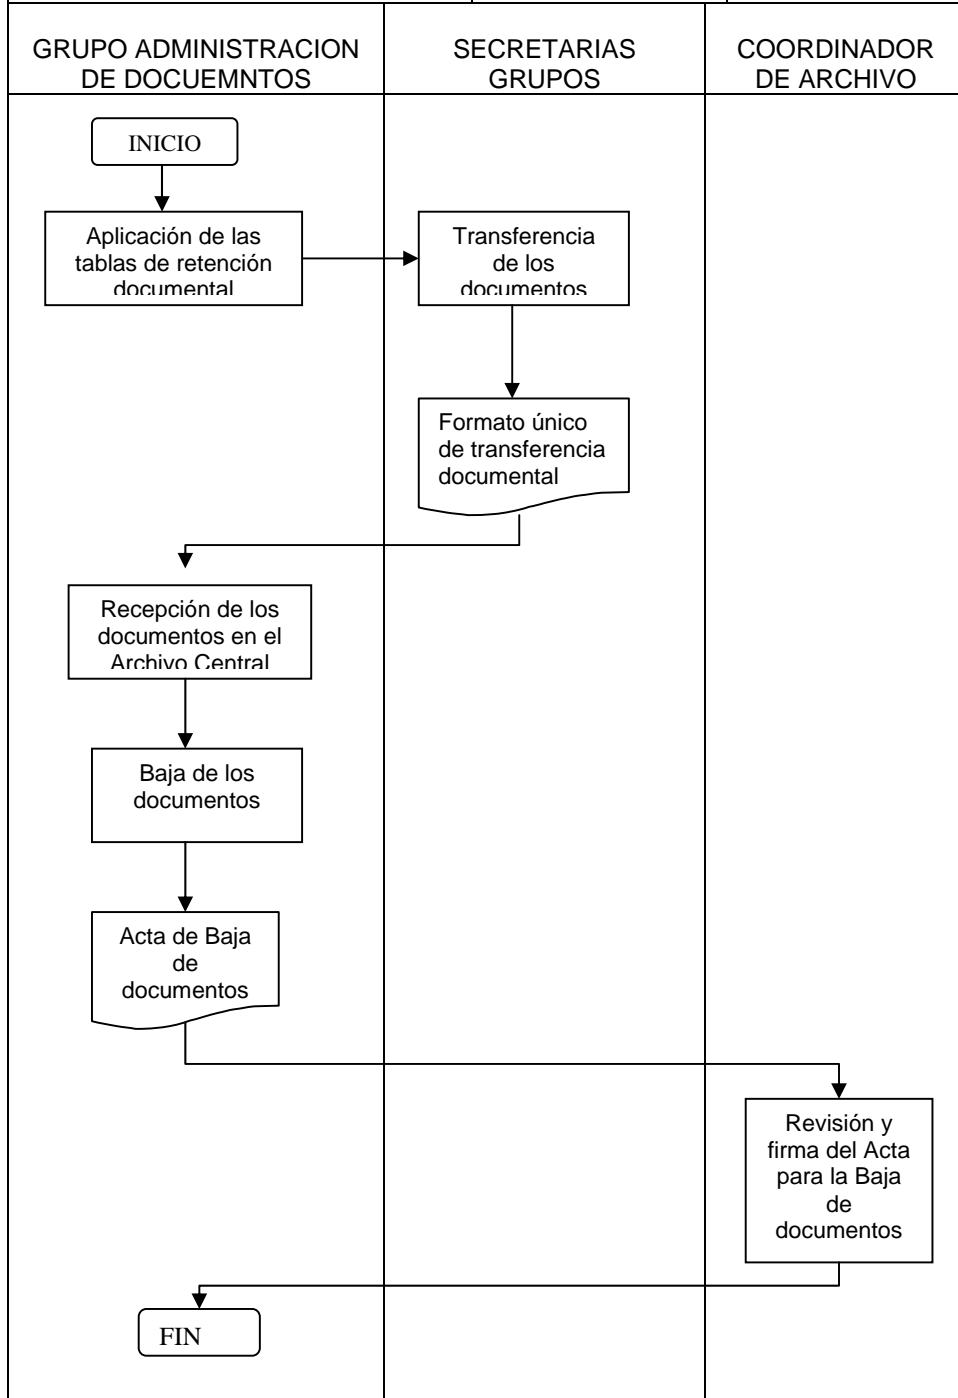 GRUPO ADMINISTRACION
DE DOCUEMNTOS
SECRETARIAS
GRUPOS
COORDINADOR
DE ARCHIVO
INICIO
Aplicación de las
tablas de retención
documental
Transferencia
de los
documentos
Formato único
de transferencia
documental
Recepción de los
documentos en el
Archivo Central
Baja de los
documentos
Acta de Baja
de
documentos
Revisión y
firma del Acta
para la Baja
de
documentos
FIN